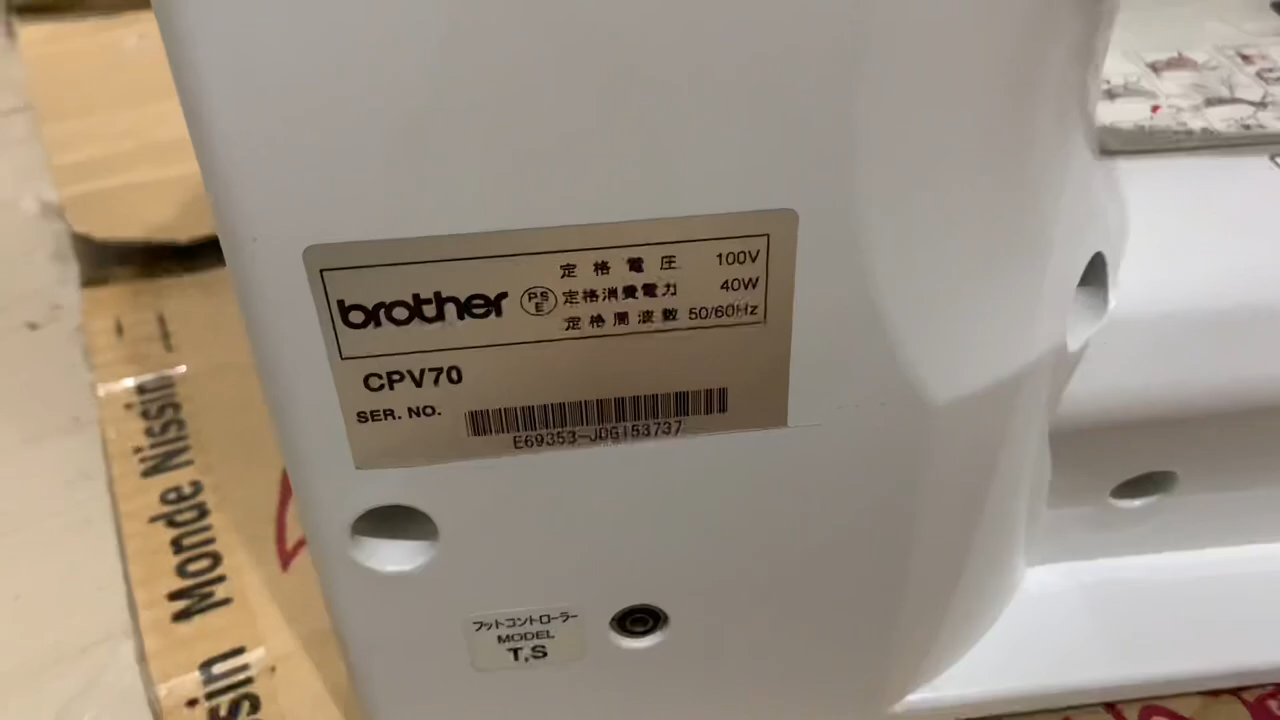 brother
PSE
定格電圧 100V
定格消費電力 40W
定格周波数 50/60Hz
CPV70
SER. NO.
E69353-JDG153737
フットコントローラー
MODEL
T,S
Monde Nissin
ssin